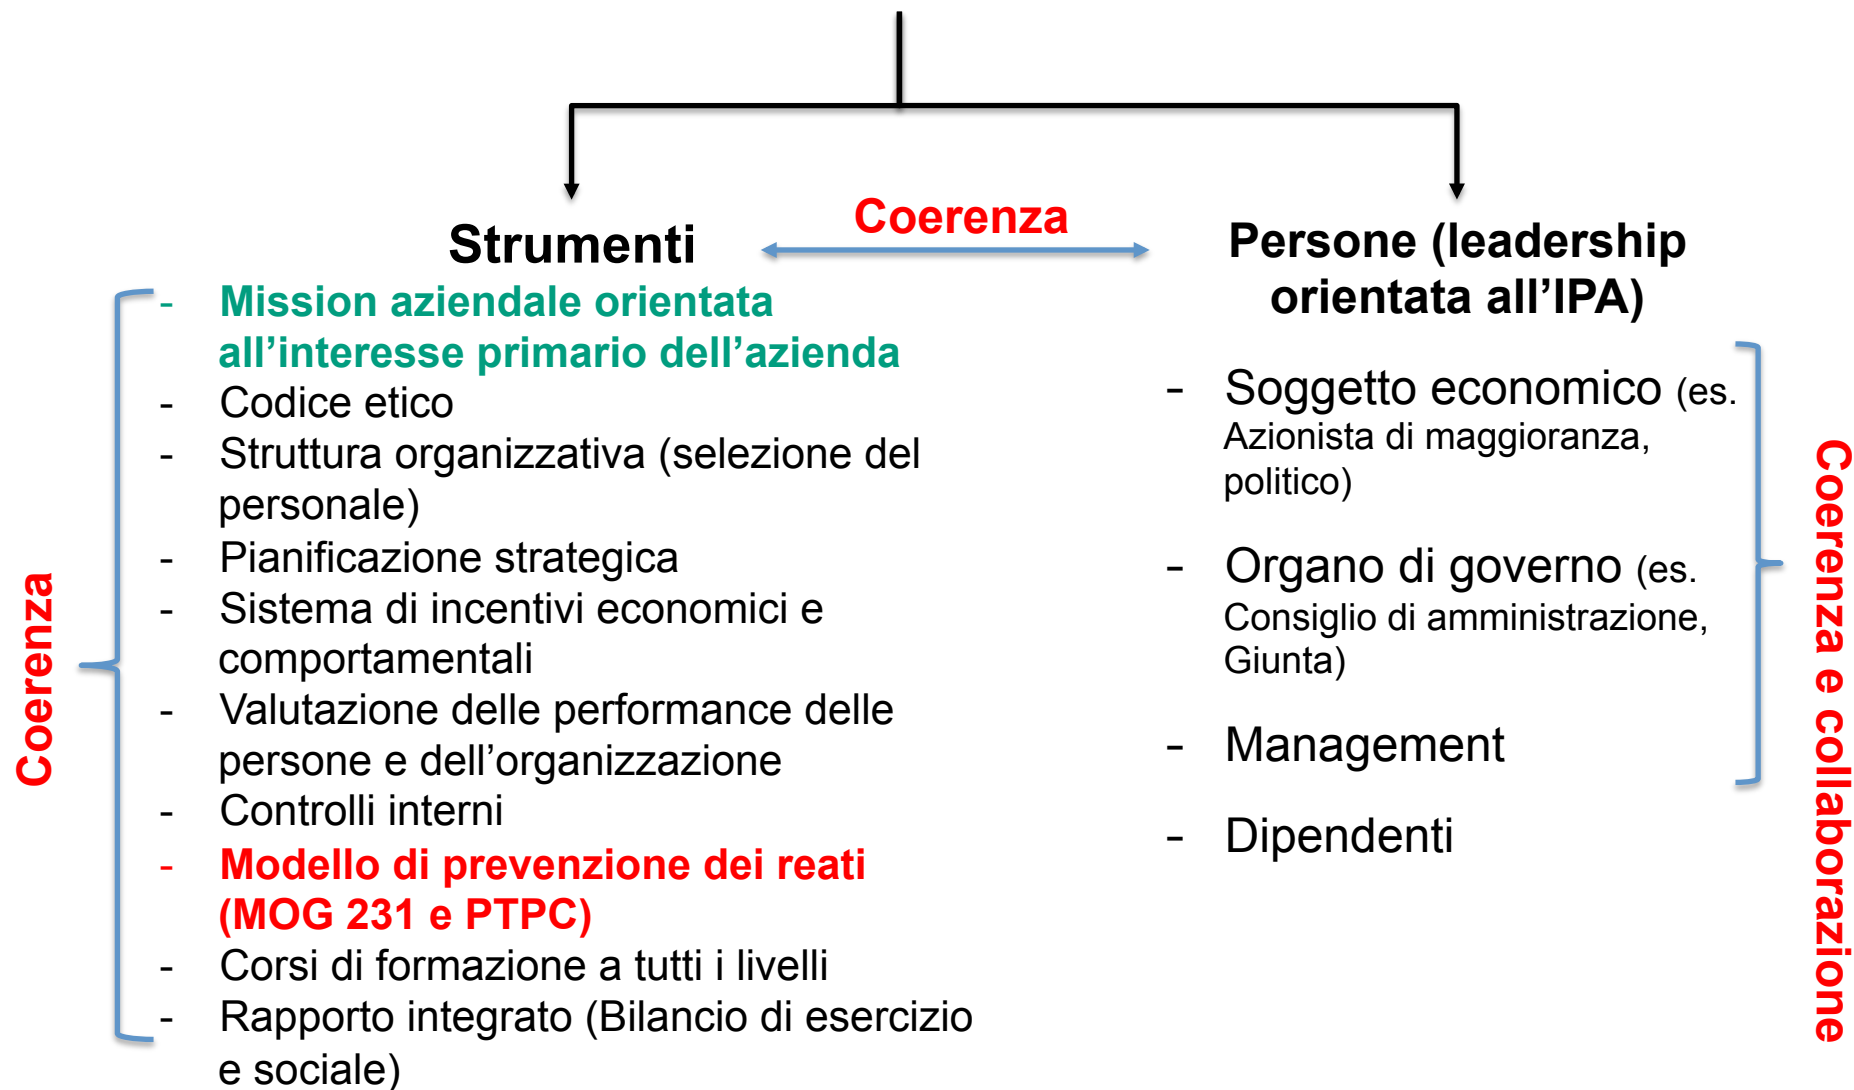 Coerenza
Strumenti
- Mission aziendale orientata
all’interesse primario dell’azienda
- Codice etico
- Struttura organizzativa (selezione del
personale)
- Pianificazione strategica
- Sistema di incentivi economici e
comportamentali
- Valutazione delle performance delle
persone e dell’organizzazione
- Controlli interni
- Modello di prevenzione dei reati
(MOG 231 e PTPC)
- Corsi di formazione a tutti i livelli
- Rapporto integrato (Bilancio di esercizio
e sociale)
Coerenza
Persone (leadership
orientata all’IPA)
- Soggetto economico (es.
Azionista di maggioranza,
politico)
- Organo di governo (es.
Consiglio di amministrazione,
Giunta)
- Management
- Dipendenti
Coerenza e collaborazione